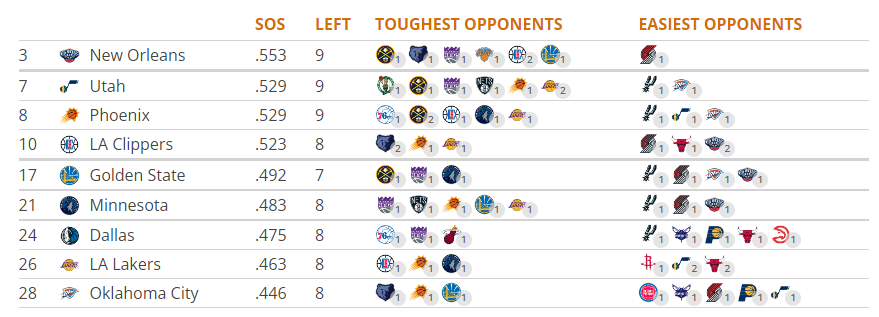 SOS LEFT TOUGHEST OPPONENTS EASIEST OPPONENTS
3 New Orleans .553 9 1 1 1 1 2 1 1
7 Utah .529 9 1 1 1 1 1 2 1 1
8 Phoenix .529 9 1 2 1 1 1 1 1 1
10 LA Clippers .523 8 2 1 1 1 1 2
17 Golden State .492 7 1 1 1 1 1 1 1
21 Minnesota .483 8 1 1 1 1 1 1 1 1
24 Dallas .475 8 1 1 1 1 1 1 1 1
26 LA Lakers .463 8 1 1 1 1 2 2
28 Oklahoma City .446 8 1 1 1 1 1 1 1 1